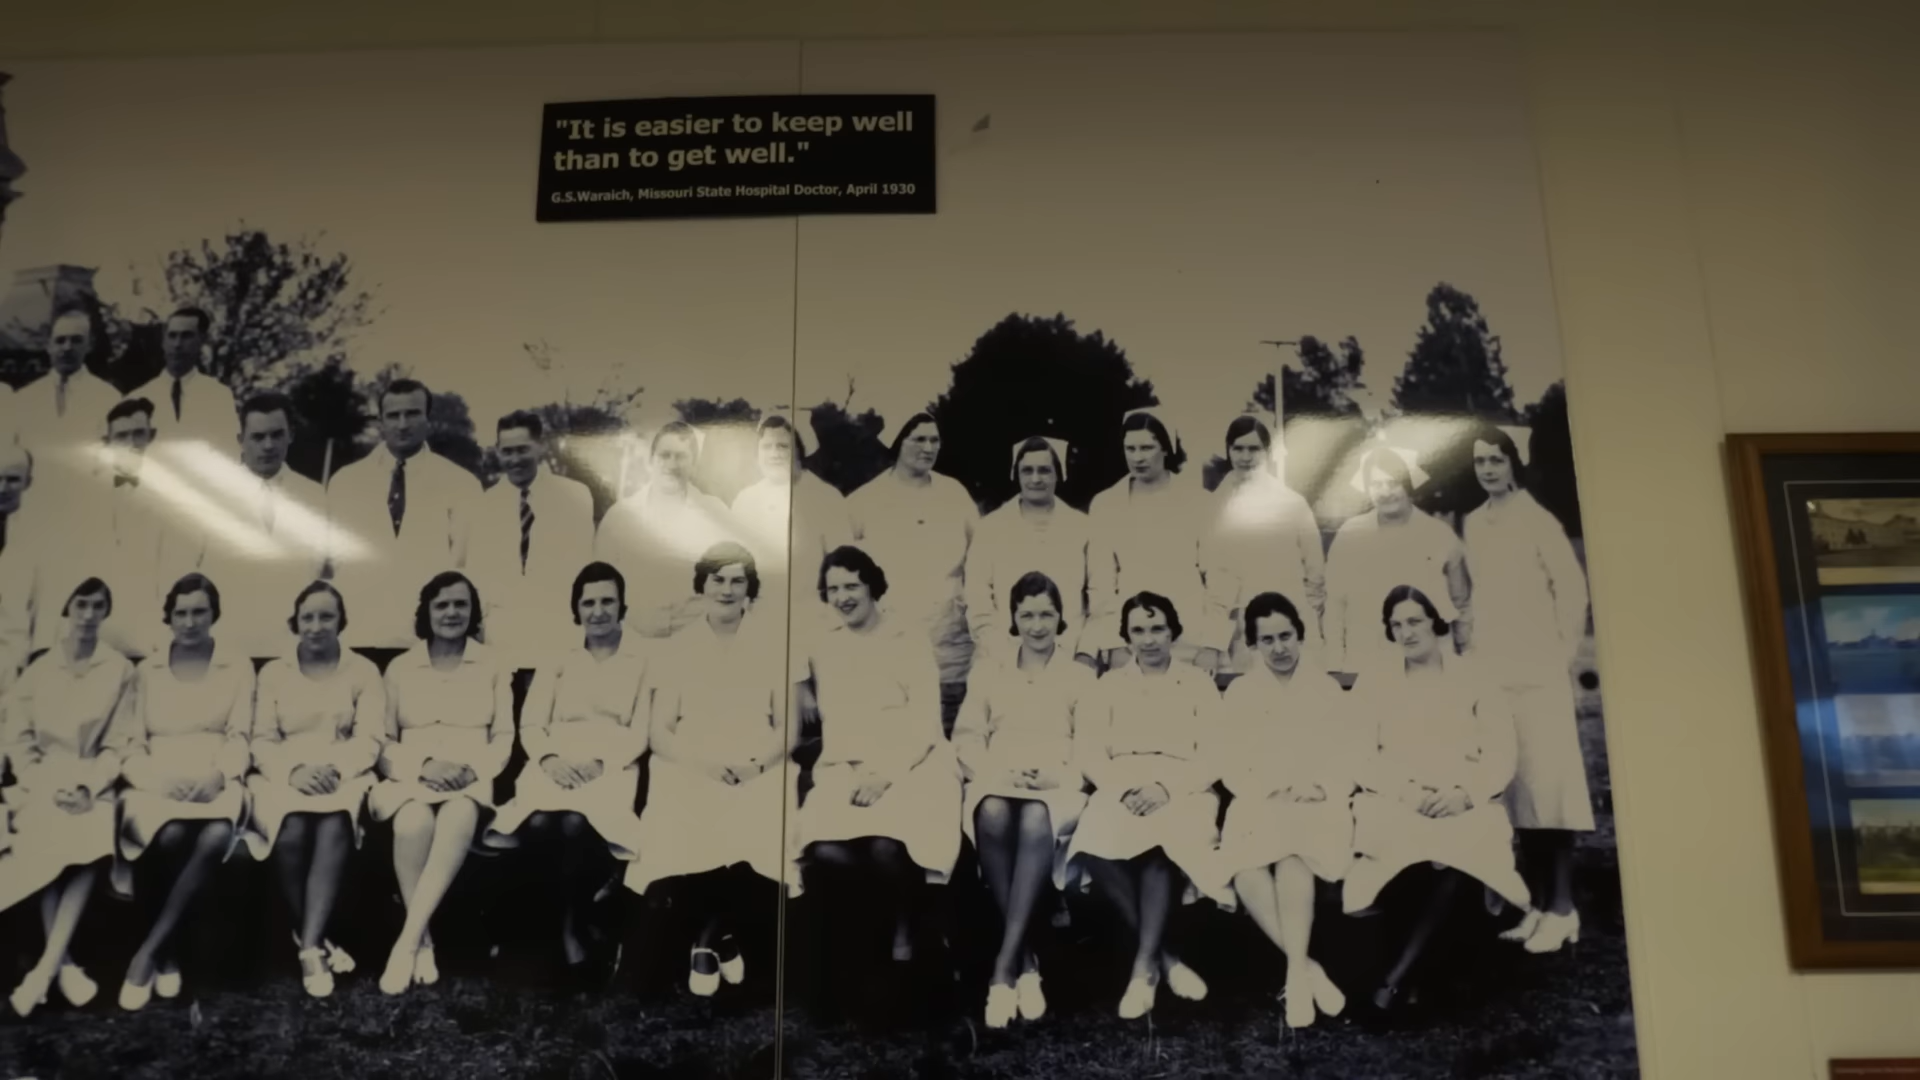 "It is easier to keep well
than to get well."
G.S.Waraich, Missouri State Hospital Doctor, April 1930